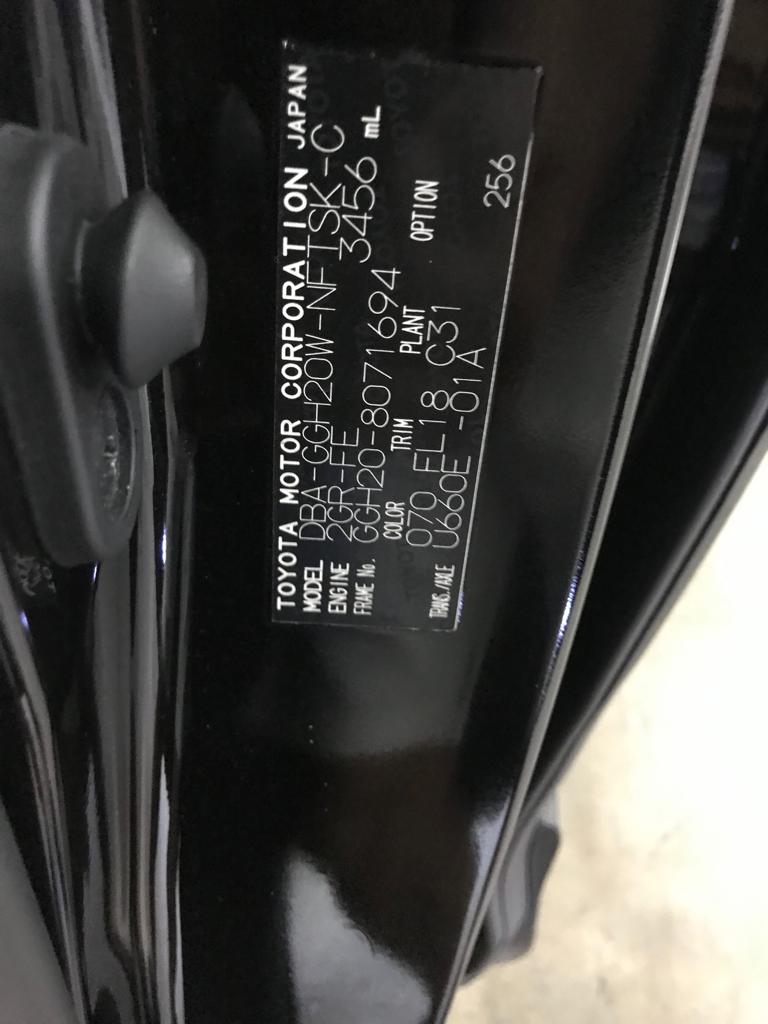 TOYOTA MOTOR CORPORATION JAPAN
MODEL DBA-GGH20W-NFTSK-C
ENGINE 2GR-FE 3456 mL
FRAME No. GGH20-8071694
COLOR TRIM PLANT OPTION
070 FL18 C31
TRANS./AXLE U660E -01A 256